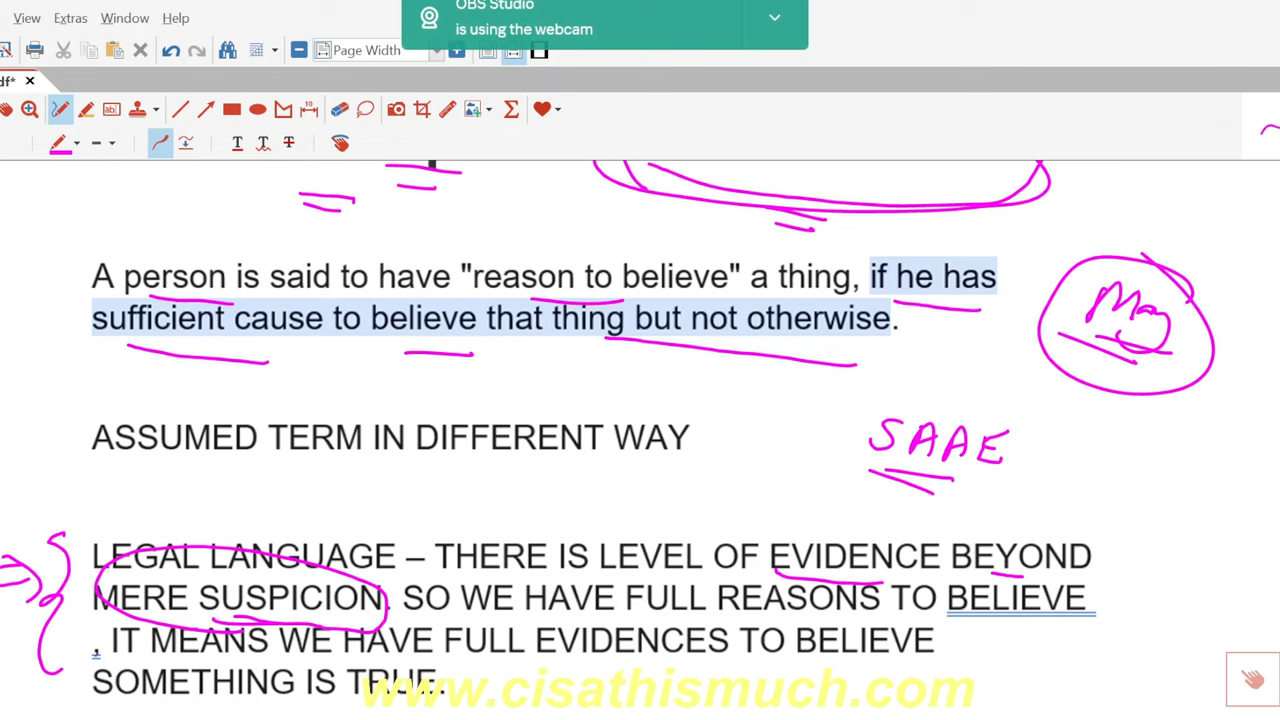 OBS Studio
is using the webcam
View Extras Window Help
Page Width
df*
A person is said to have "reason to believe" a thing, if he has
sufficient cause to believe that thing but not otherwise.
May
ASSUMED TERM IN DIFFERENT WAY
SAAE
LEGAL LANGUAGE – THERE IS LEVEL OF EVIDENCE BEYOND
MERE SUSPICION. SO WE HAVE FULL REASONS TO BELIEVE
, IT MEANS WE HAVE FULL EVIDENCES TO BELIEVE
SOMETHING IS TRUE.
www.cisathismuch.com